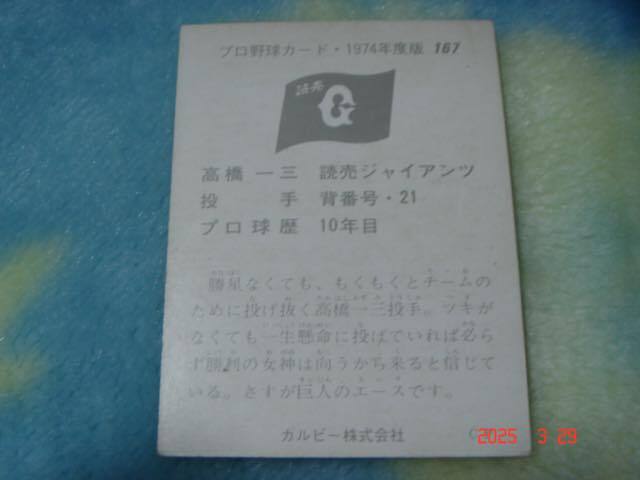 プロ野球カード・1974年度版 167
読売
G
高橋一三 読売ジャイアンツ
投手 背番号・21
プロ球歴 10年目
勝星なくても、もくもくとチームの
ために投げ抜く高橋一三投手。ツキが
なくても一生懸命に投げていれば必ら
ず勝利の女神は向うから来ると信じて
いる。さすが巨人のエースです。
カルビー株式会社
2025 3 29